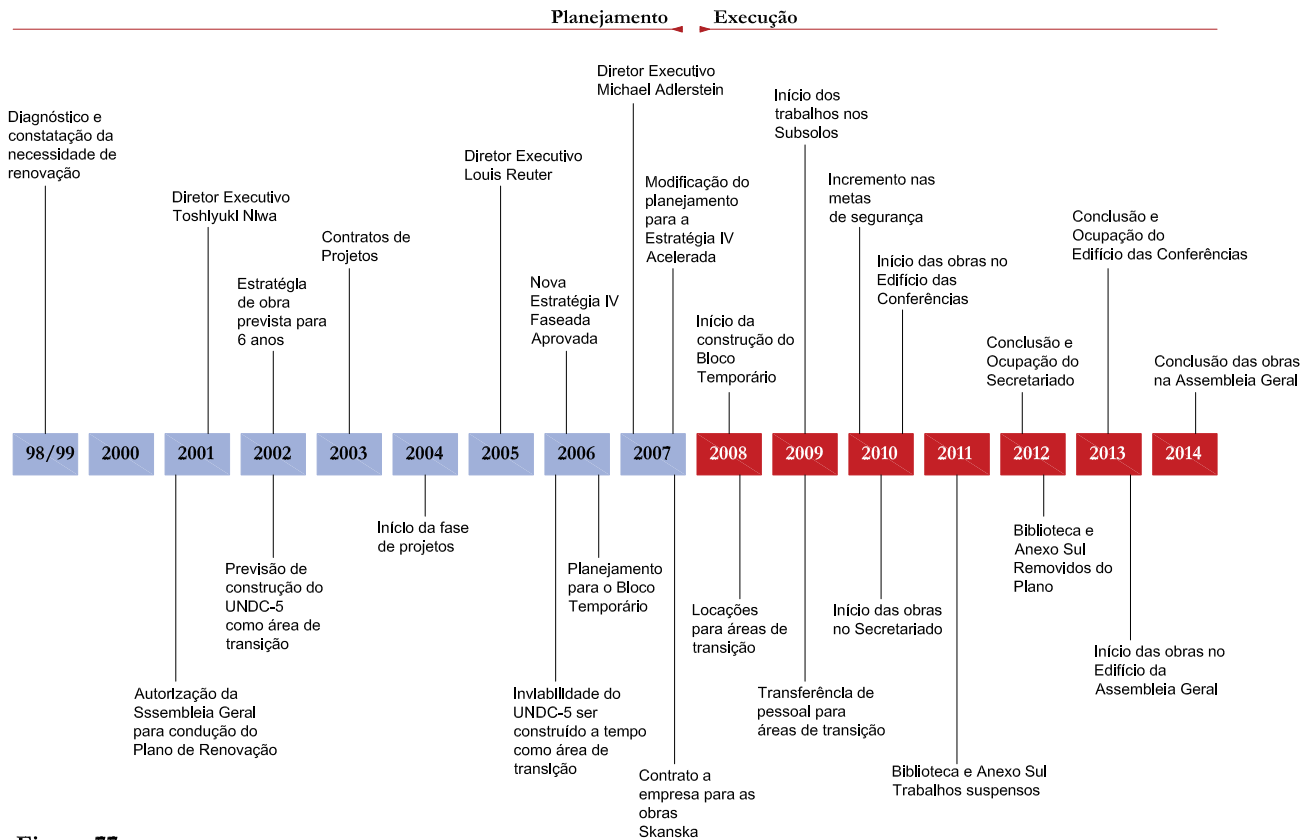 Planejamento
Execução
Diagnóstico e
constatação da
necessidade de
renovação
Diretor Executivo
Toshlyukl Nlwa
Estratégla
de obra
prevista para
6 anos
Contratos de
Projetos
Diretor Executivo
Louis Reuter
Nova
Estratégla IV
Faseada
Aprovada
Diretor Executivo
Michael Adlerstein
Modificação do
planejamento
para a
Estratégia IV
Acelerada
Início da
construção do
Bloco
Temporário
Início dos
trabalhos nos
Subsolos
Incremento nas
metas
de segurança
Início das obras no
Edifício das
Conferências
Conclusão e
Ocupação do
Secretariado
Conclusão e
Ocupação do
Edifício das Conferências
Conclusão das obras
na Assembleia Geral
98/99
2000
2001
2002
2003
2004
2005
2006
2007
2008
2009
2010
2011
2012
2013
2014
Autorização da
Sssembleia Geral
para condução do
Plano de Renovação
Previsão de
construção do
UNDC-5
como área de
transição
Iníclo da fase
de projetos
Invlabilidade do
UNDC-5 ser
construído a tempo
como área de
transição
Planejamento
para o Bloco
Temporário
Contrato a
empresa para as
obras
Skanska
Locações
para áreas de
transição
Transferência de
pessoal para
áreas de transição
Início das obras
no Secretariado
Biblioteca e Anexo Sul
Trabalhos suspensos
Biblioteca e
Anexo Sul
Removidos do
Plano
Início das obras no
Edifício da
Assembleia Geral